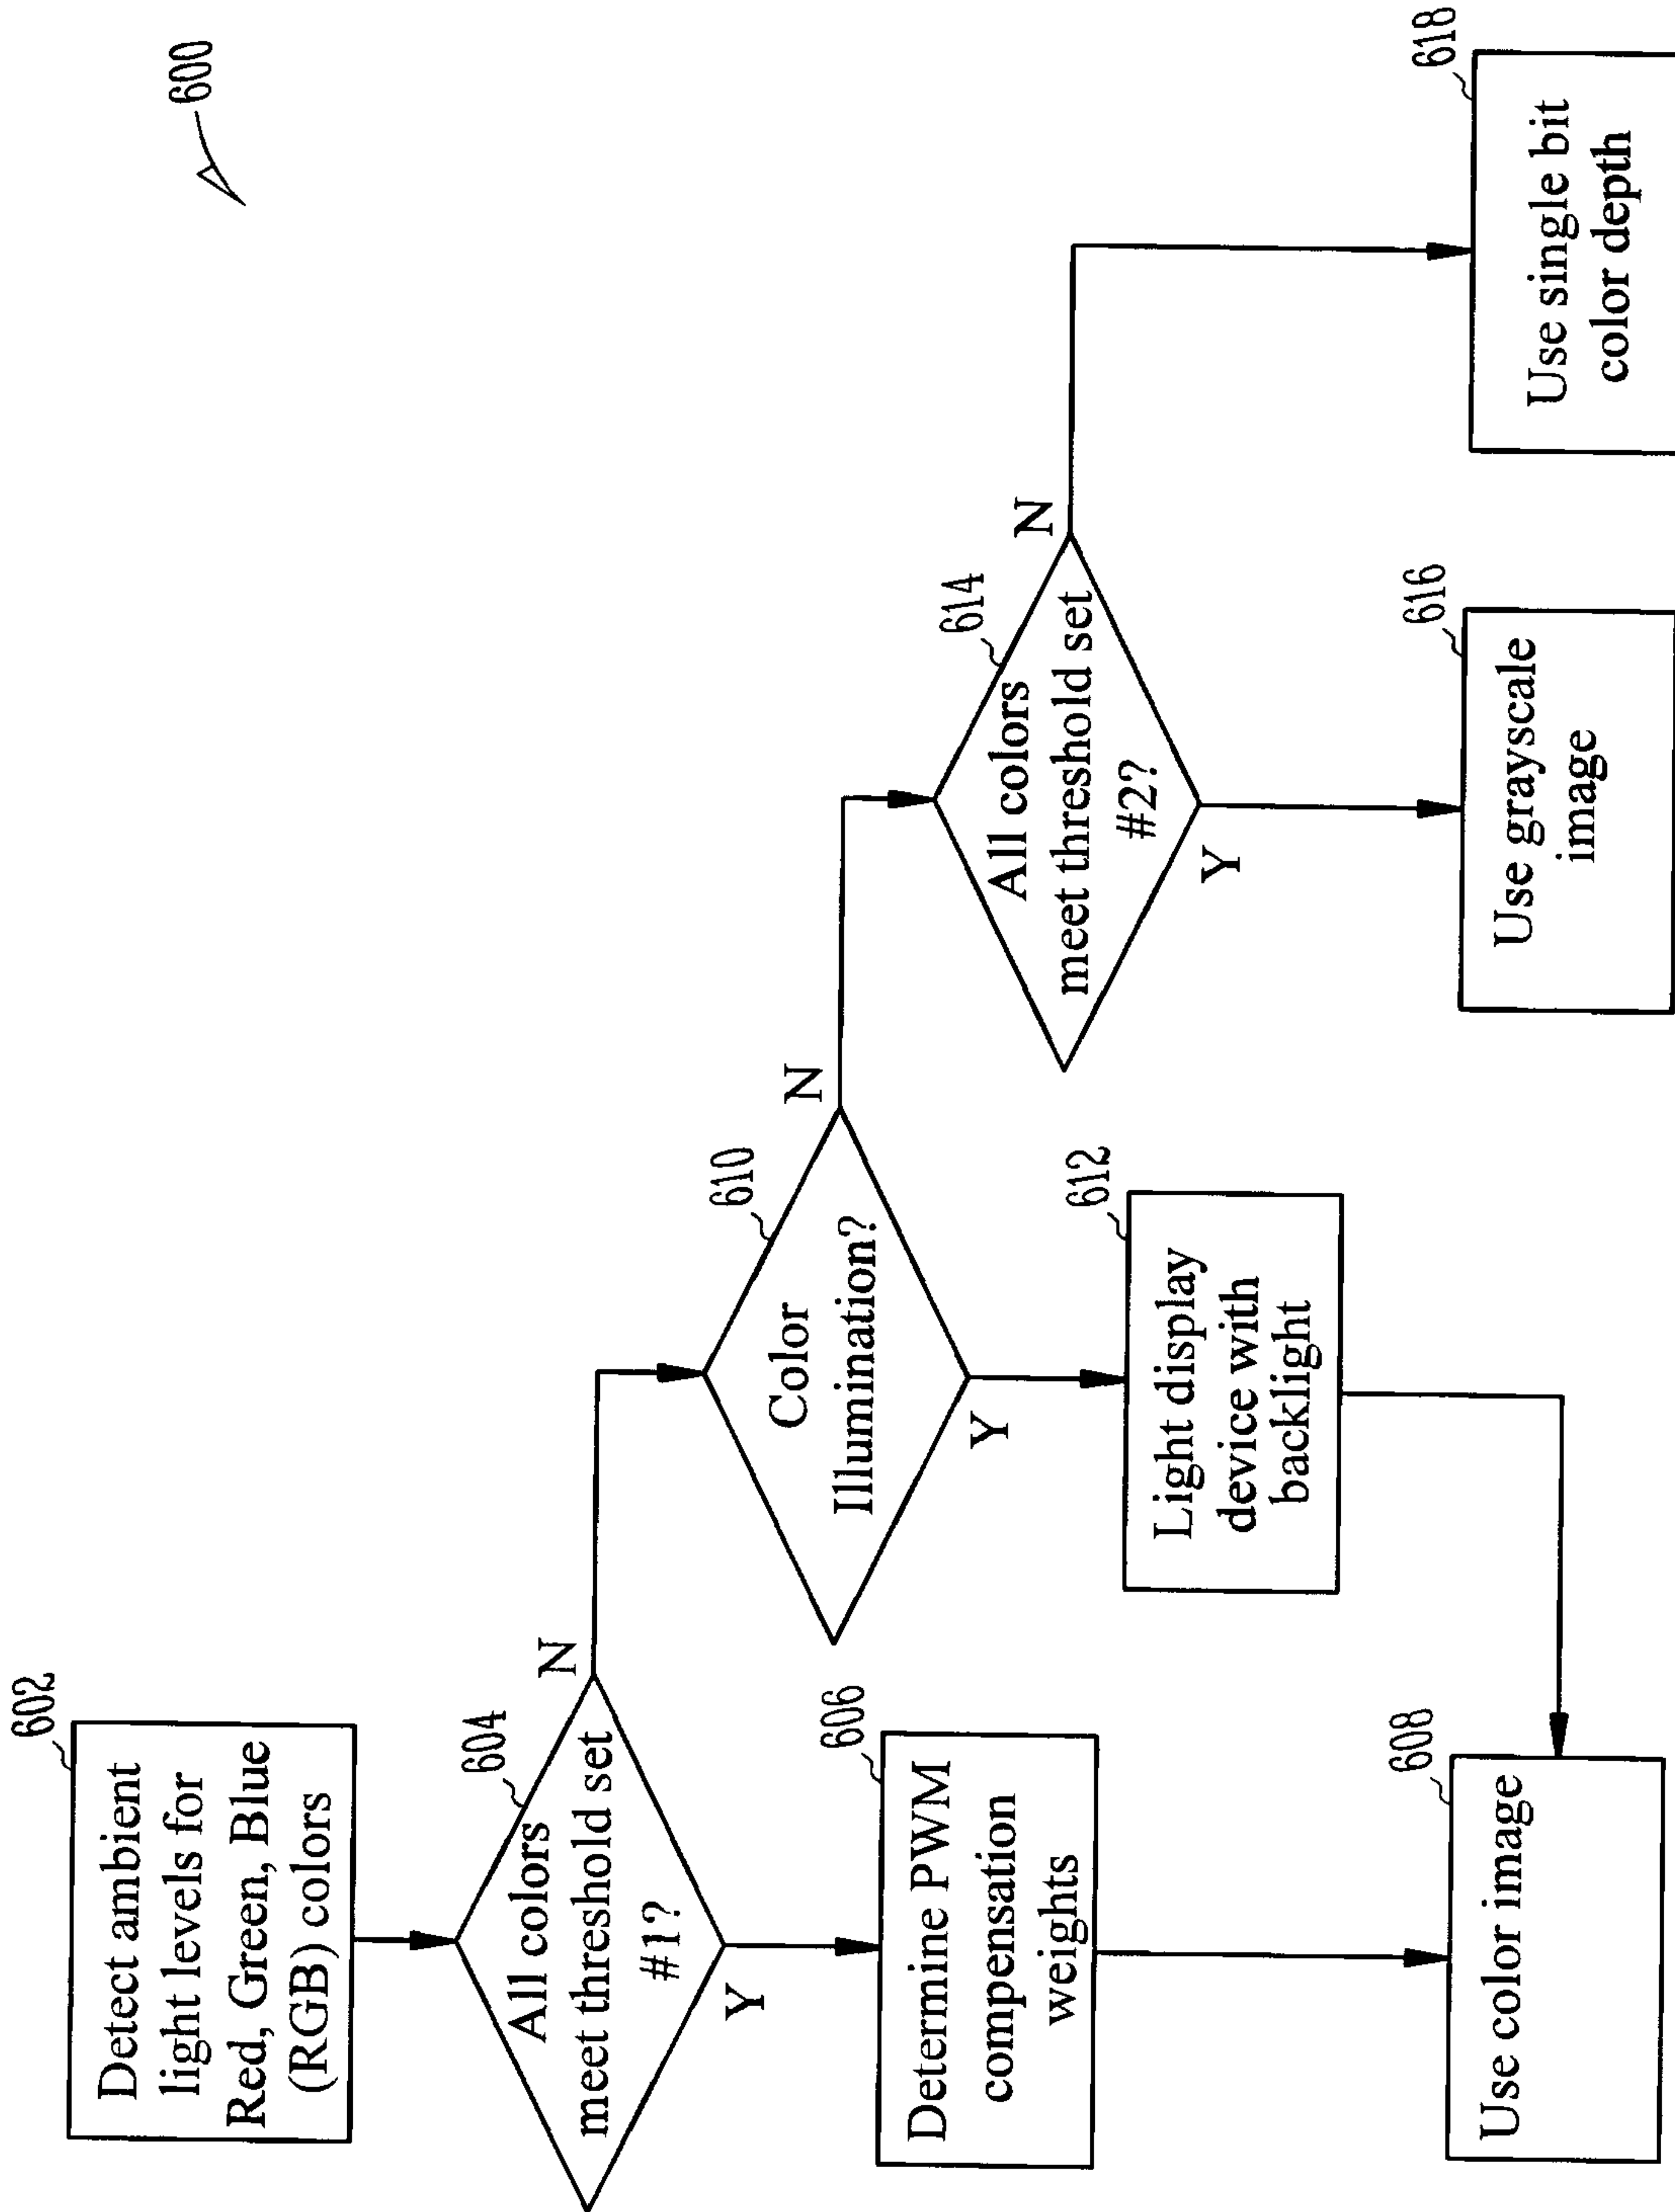 600
602
Detect ambient
light levels for
Red, Green, Blue
(RGB) colors
604
All colors
meet threshold set
#1?
N
Y
606
Determine PWM
compensation
weights
608
Use color image
610
Color
Illumination?
N
Y
612
Light display
device with
backlight
614
All colors
meet threshold set
#2?
N
Y
616
Use grayscale
image
618
Use single bit
color depth